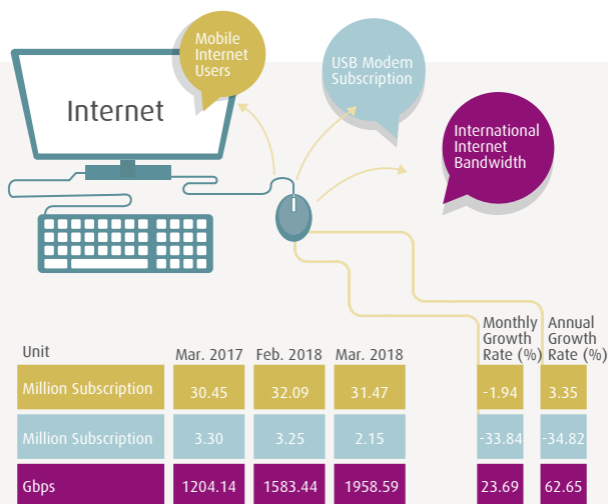 Mobile
Internet
Users
USB Modem
Subscription
Internet
International
Internet
Bandwidth
Unit Mar. 2017 Feb. 2018 Mar. 2018 Monthly Growth Rate (%) Annual Growth Rate (%)
Million Subscription 30.45 32.09 31.47 -1.94 3.35
Million Subscription 3.30 3.25 2.15 -33.84 -34.82
Gbps 1204.14 1583.44 1958.59 23.69 62.65